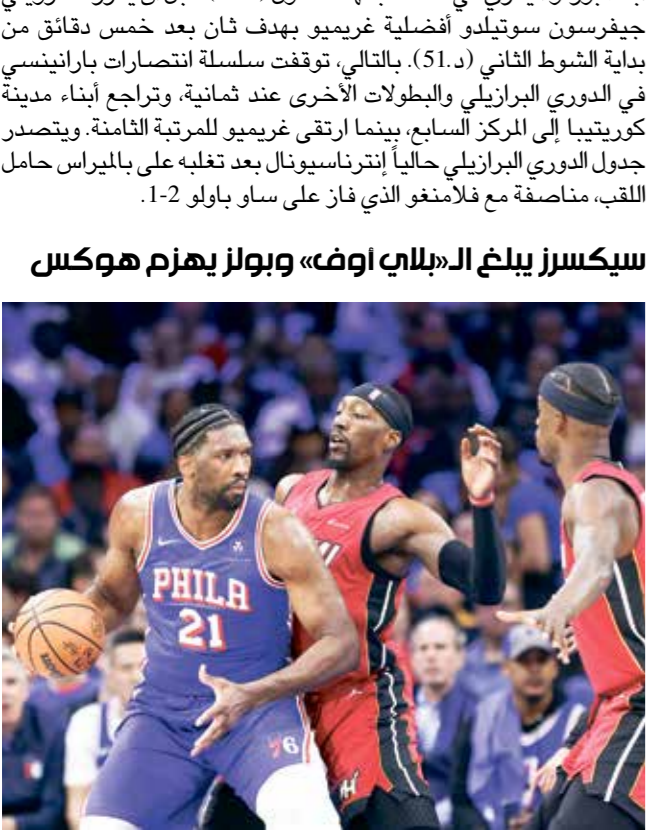 جيفرسون سوتيلدو أفضلية غريميو بهدف ثان بعد خمس دقائق من
بداية الشوط الثاني (د.51). بالتالي، توقفت سلسلة انتصارات بارانينسي
في الدوري البرازيلي والبطولات الأخرى عند ثمانية، وتراجع أبناء مدينة
كوريتيبا إلى المركز السابع، بينما ارتقى غريميو للمرتبة الثامنة. ويتصدر
جدول الدوري البرازيلي حالياً إنترناسيونال بعد تغلبه على بالميراس حامل
اللقب، مناصفة مع فلامنغو الذي فاز على ساو باولو 2-1.
سيكسرز يبلغ الـ«بلاي أوف» وبولز يهزم هوكس
PHILA
21
76